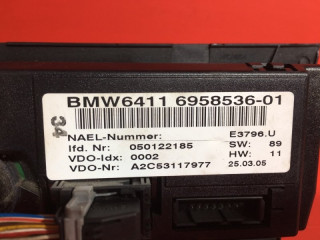 BMW6411 6958536-01
34
NAEL-Nummer: E3796.U
lfd. Nr: 050122185 SW: 89
VDO-Idx: 0002 HW: 11
VDO-Nr: A2C53117977 25.03.05